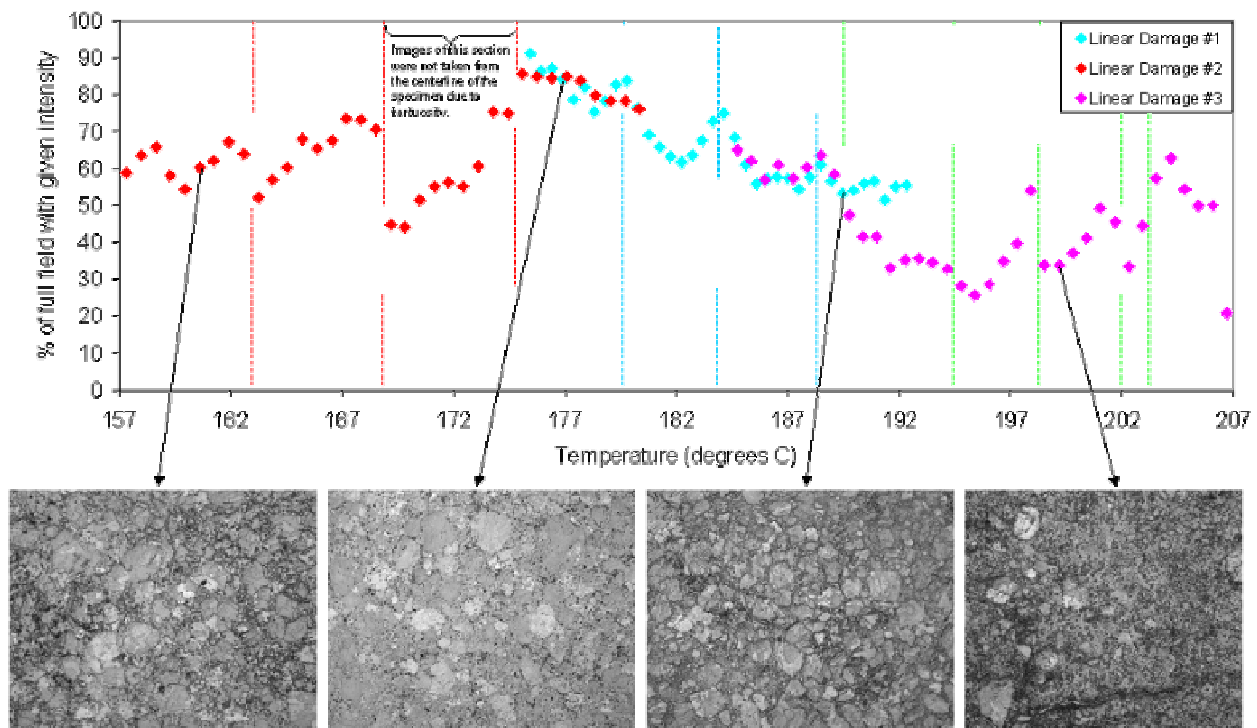 100
90
80
70
60
50
40
30
20
10
0
% of full field with given intensity
Images of this section
were not taken from
the centerline of the
specimen due to
tortuosity.
Linear Damage #1
Linear Damage #2
Linear Damage #3
157 162 167 172 177 182 187 192 197 202 207
Temperature (degrees C)